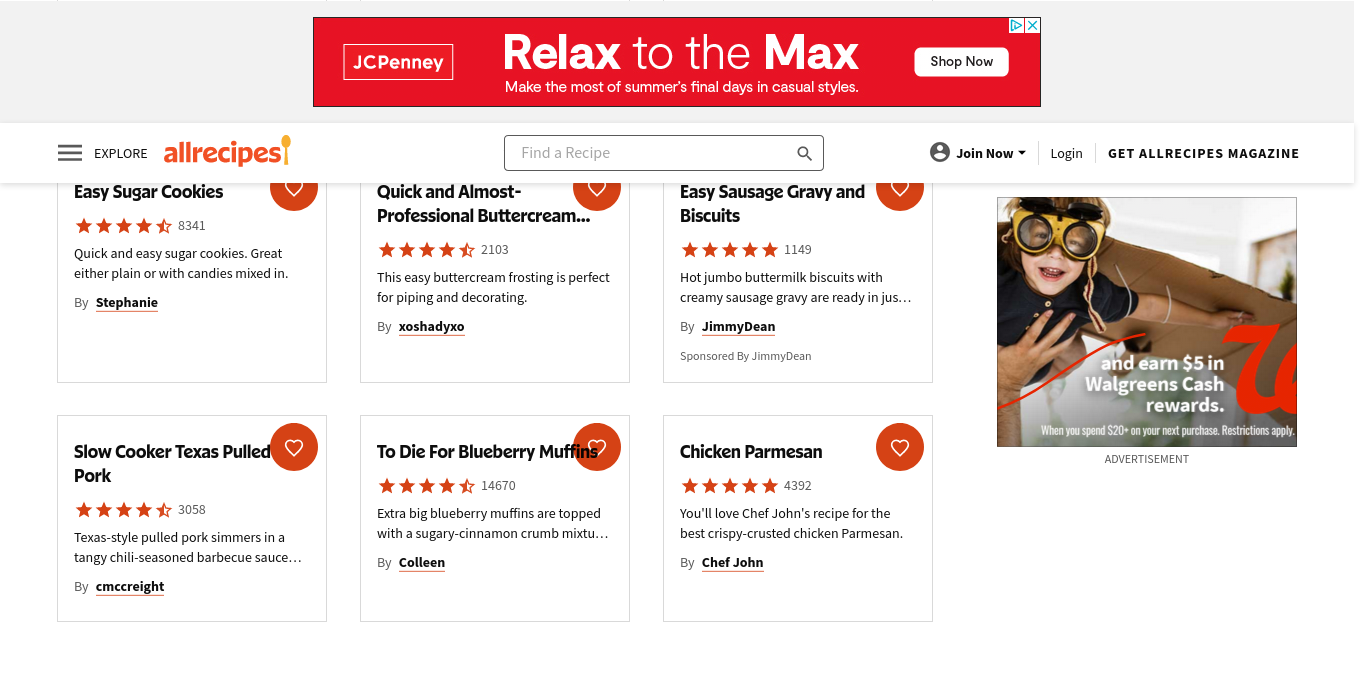 JCPenney
Relax to the Max
Make the most of summer's final days in casual styles.
Shop Now
EXPLORE
allrecipes
Find a Recipe
Join Now
Login
GET ALLRECIPES MAGAZINE
Easy Sugar Cookies
8341
Quick and easy sugar cookies. Great
either plain or with candies mixed in.
By Stephanie
Quick and Almost-
Professional Buttercream...
2103
This easy buttercream frosting is perfect
for piping and decorating.
By xoshadyxo
Easy Sausage Gravy and
Biscuits
1149
Hot jumbo buttermilk biscuits with
creamy sausage gravy are ready in jus…
By JimmyDean
Sponsored By JimmyDean
Slow Cooker Texas Pulled
Pork
3058
Texas-style pulled pork simmers in a
tangy chili-seasoned barbecue sauce…
By cmccreight
To Die For Blueberry Muffins
14670
Extra big blueberry muffins are topped
with a sugary-cinnamon crumb mixtu…
By Colleen
Chicken Parmesan
4392
You'll love Chef John's recipe for the
best crispy-crusted chicken Parmesan.
By Chef John
and earn $5 in
Walgreens Cash
rewards.
When you spend $20+ on your next purchase. Restrictions apply.
ADVERTISEMENT